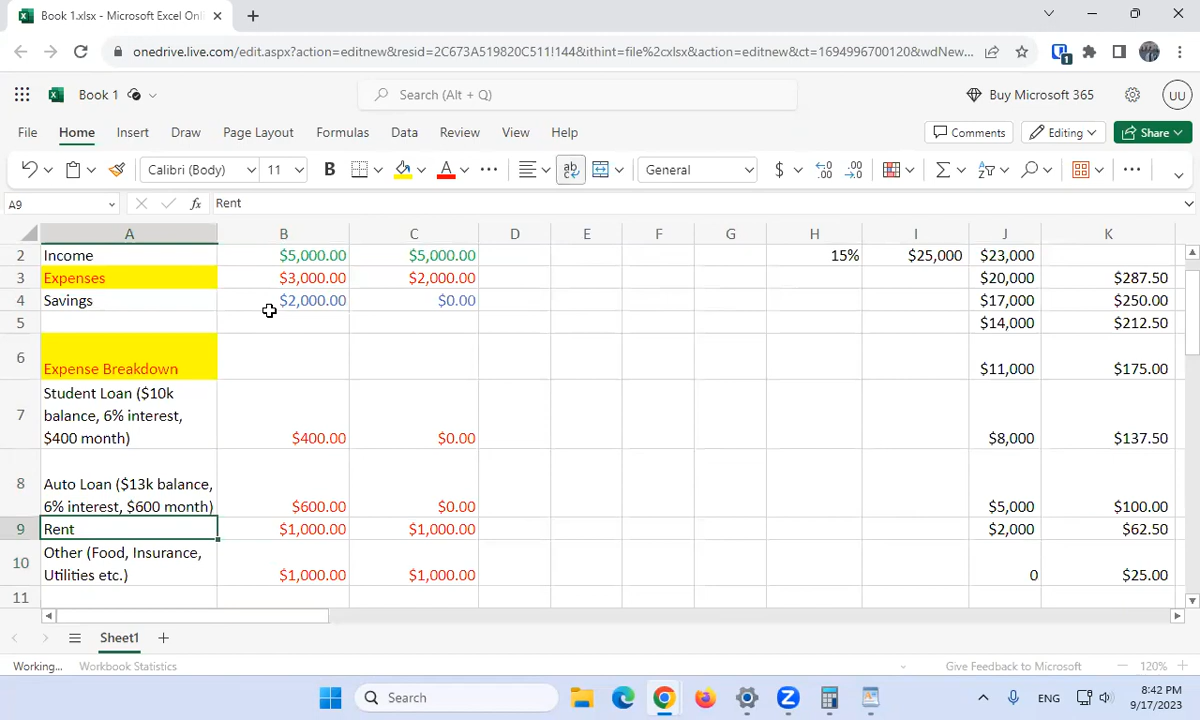 Book 1.xlsx - Microsoft Excel Onli
onedrive.live.com/edit.aspx?action=editnew&resid=2C673A519820C511!144&ithint=file%2cxlsx&action=editnew&ct=1694996700120&wdNew...
1
Book 1
Search (Alt + Q)
Buy Microsoft 365
UU
File Home Insert Draw Page Layout Formulas Data Review View Help
Comments Editing Share
Calibri (Body) 11 B ab A General $ .00 .00
A9 fx Rent
A B C D E F G H I J K
2 Income $5,000.00 $5,000.00 15% $25,000 $23,000
3 Expenses $3,000.00 $2,000.00 $20,000 $287.50
4 Savings $2,000.00 $0.00 $17,000 $250.00
5 $14,000 $212.50
6 Expense Breakdown $11,000 $175.00
Student Loan ($10k
7 balance, 6% interest,
$400 month) $400.00 $0.00 $8,000 $137.50
8 Auto Loan ($13k balance,
6% interest, $600 month) $600.00 $0.00 $5,000 $100.00
9 Rent $1,000.00 $1,000.00 $2,000 $62.50
10 Other (Food, Insurance,
Utilities etc.) $1,000.00 $1,000.00 0 $25.00
11
Sheet1
Working... Workbook Statistics Give Feedback to Microsoft 120%
Search
ENG
8:42 PM
9/17/2023